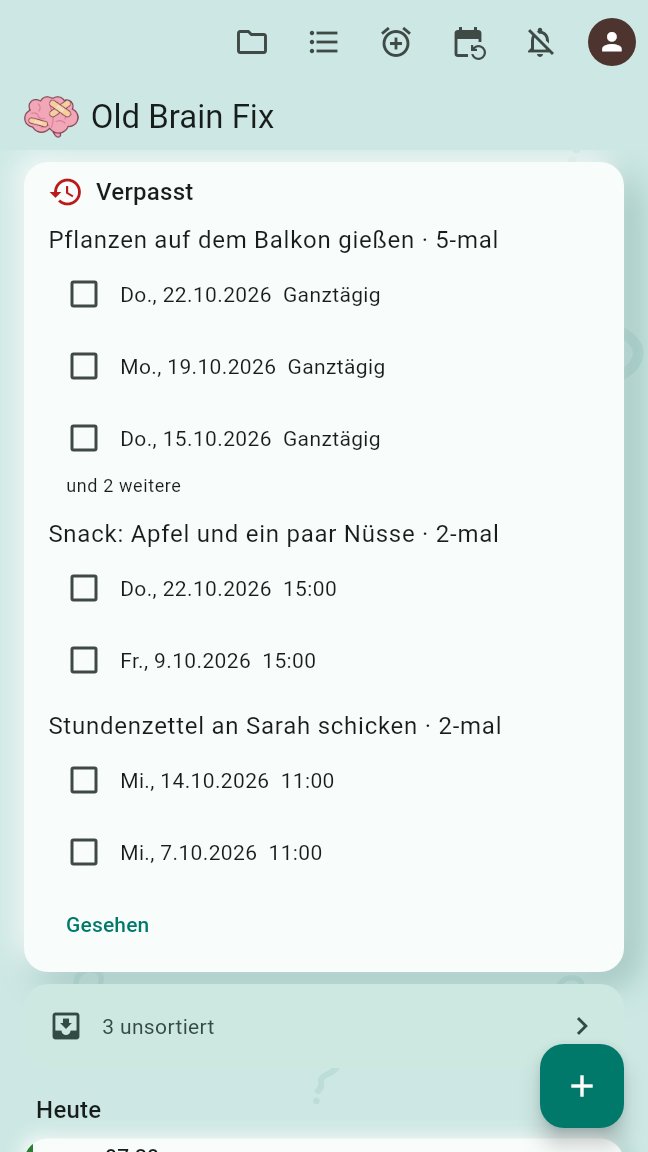 Old Brain Fix
Verpasst
Pflanzen auf dem Balkon gießen · 5-mal
Do., 22.10.2026 Ganztägig
Mo., 19.10.2026 Ganztägig
Do., 15.10.2026 Ganztägig
und 2 weitere
Snack: Apfel und ein paar Nüsse · 2-mal
Do., 22.10.2026 15:00
Fr., 9.10.2026 15:00
Stundenzettel an Sarah schicken · 2-mal
Mi., 14.10.2026 11:00
Mi., 7.10.2026 11:00
Gesehen
3 unsortiert
Heute